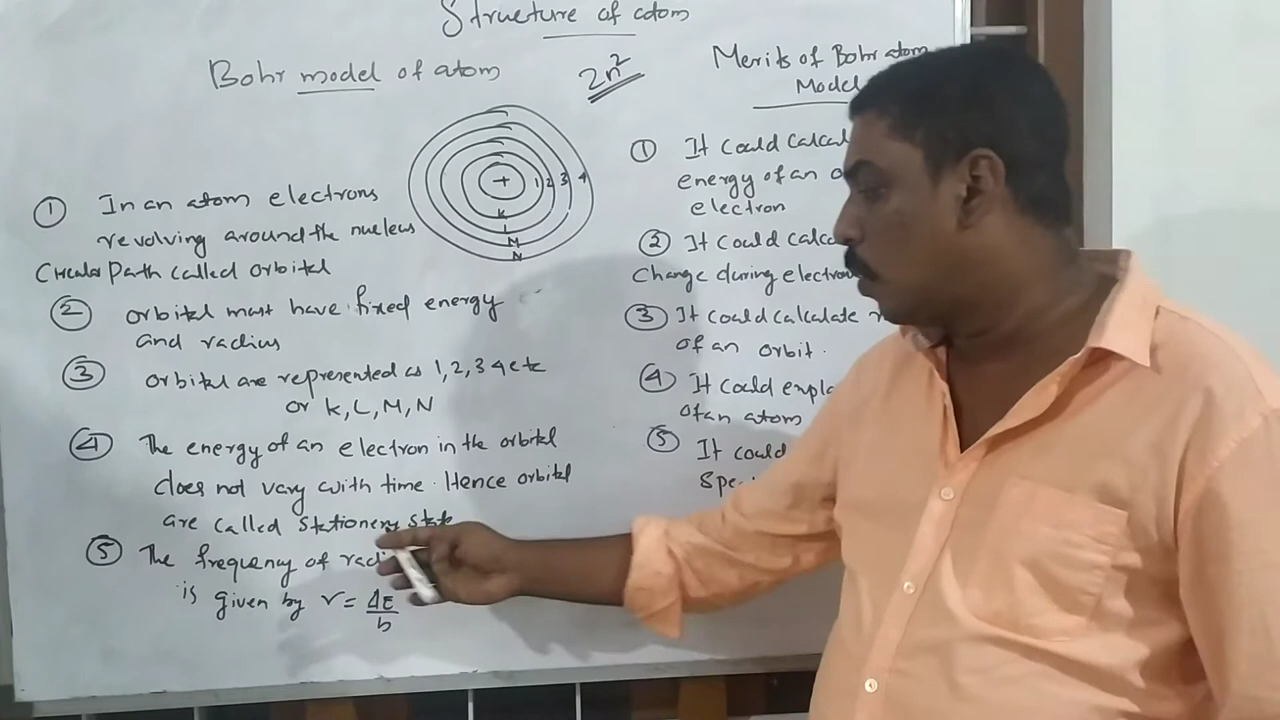 Structure of atom
Bohr model of atom
2n²
+ 1 2 3 4
K
L
M
N
① In an atom electrons
revolving around the nucleus
Circular Path called orbital
② orbital must have fixed energy
and radius
③ orbital are represented as 1, 2, 3 4 etc
or K, L, M, N
④ The energy of an electron in the orbital
does not vary with time. Hence orbital
are called stationery state
⑤ The frequency of
is given by ν = ΔE/h
Merits of Bohr atom
Model
① It could
energy of an
electron
② It could
change during
③ It could calculate
of an orbit.
④ It could
of an atom
⑤ It could